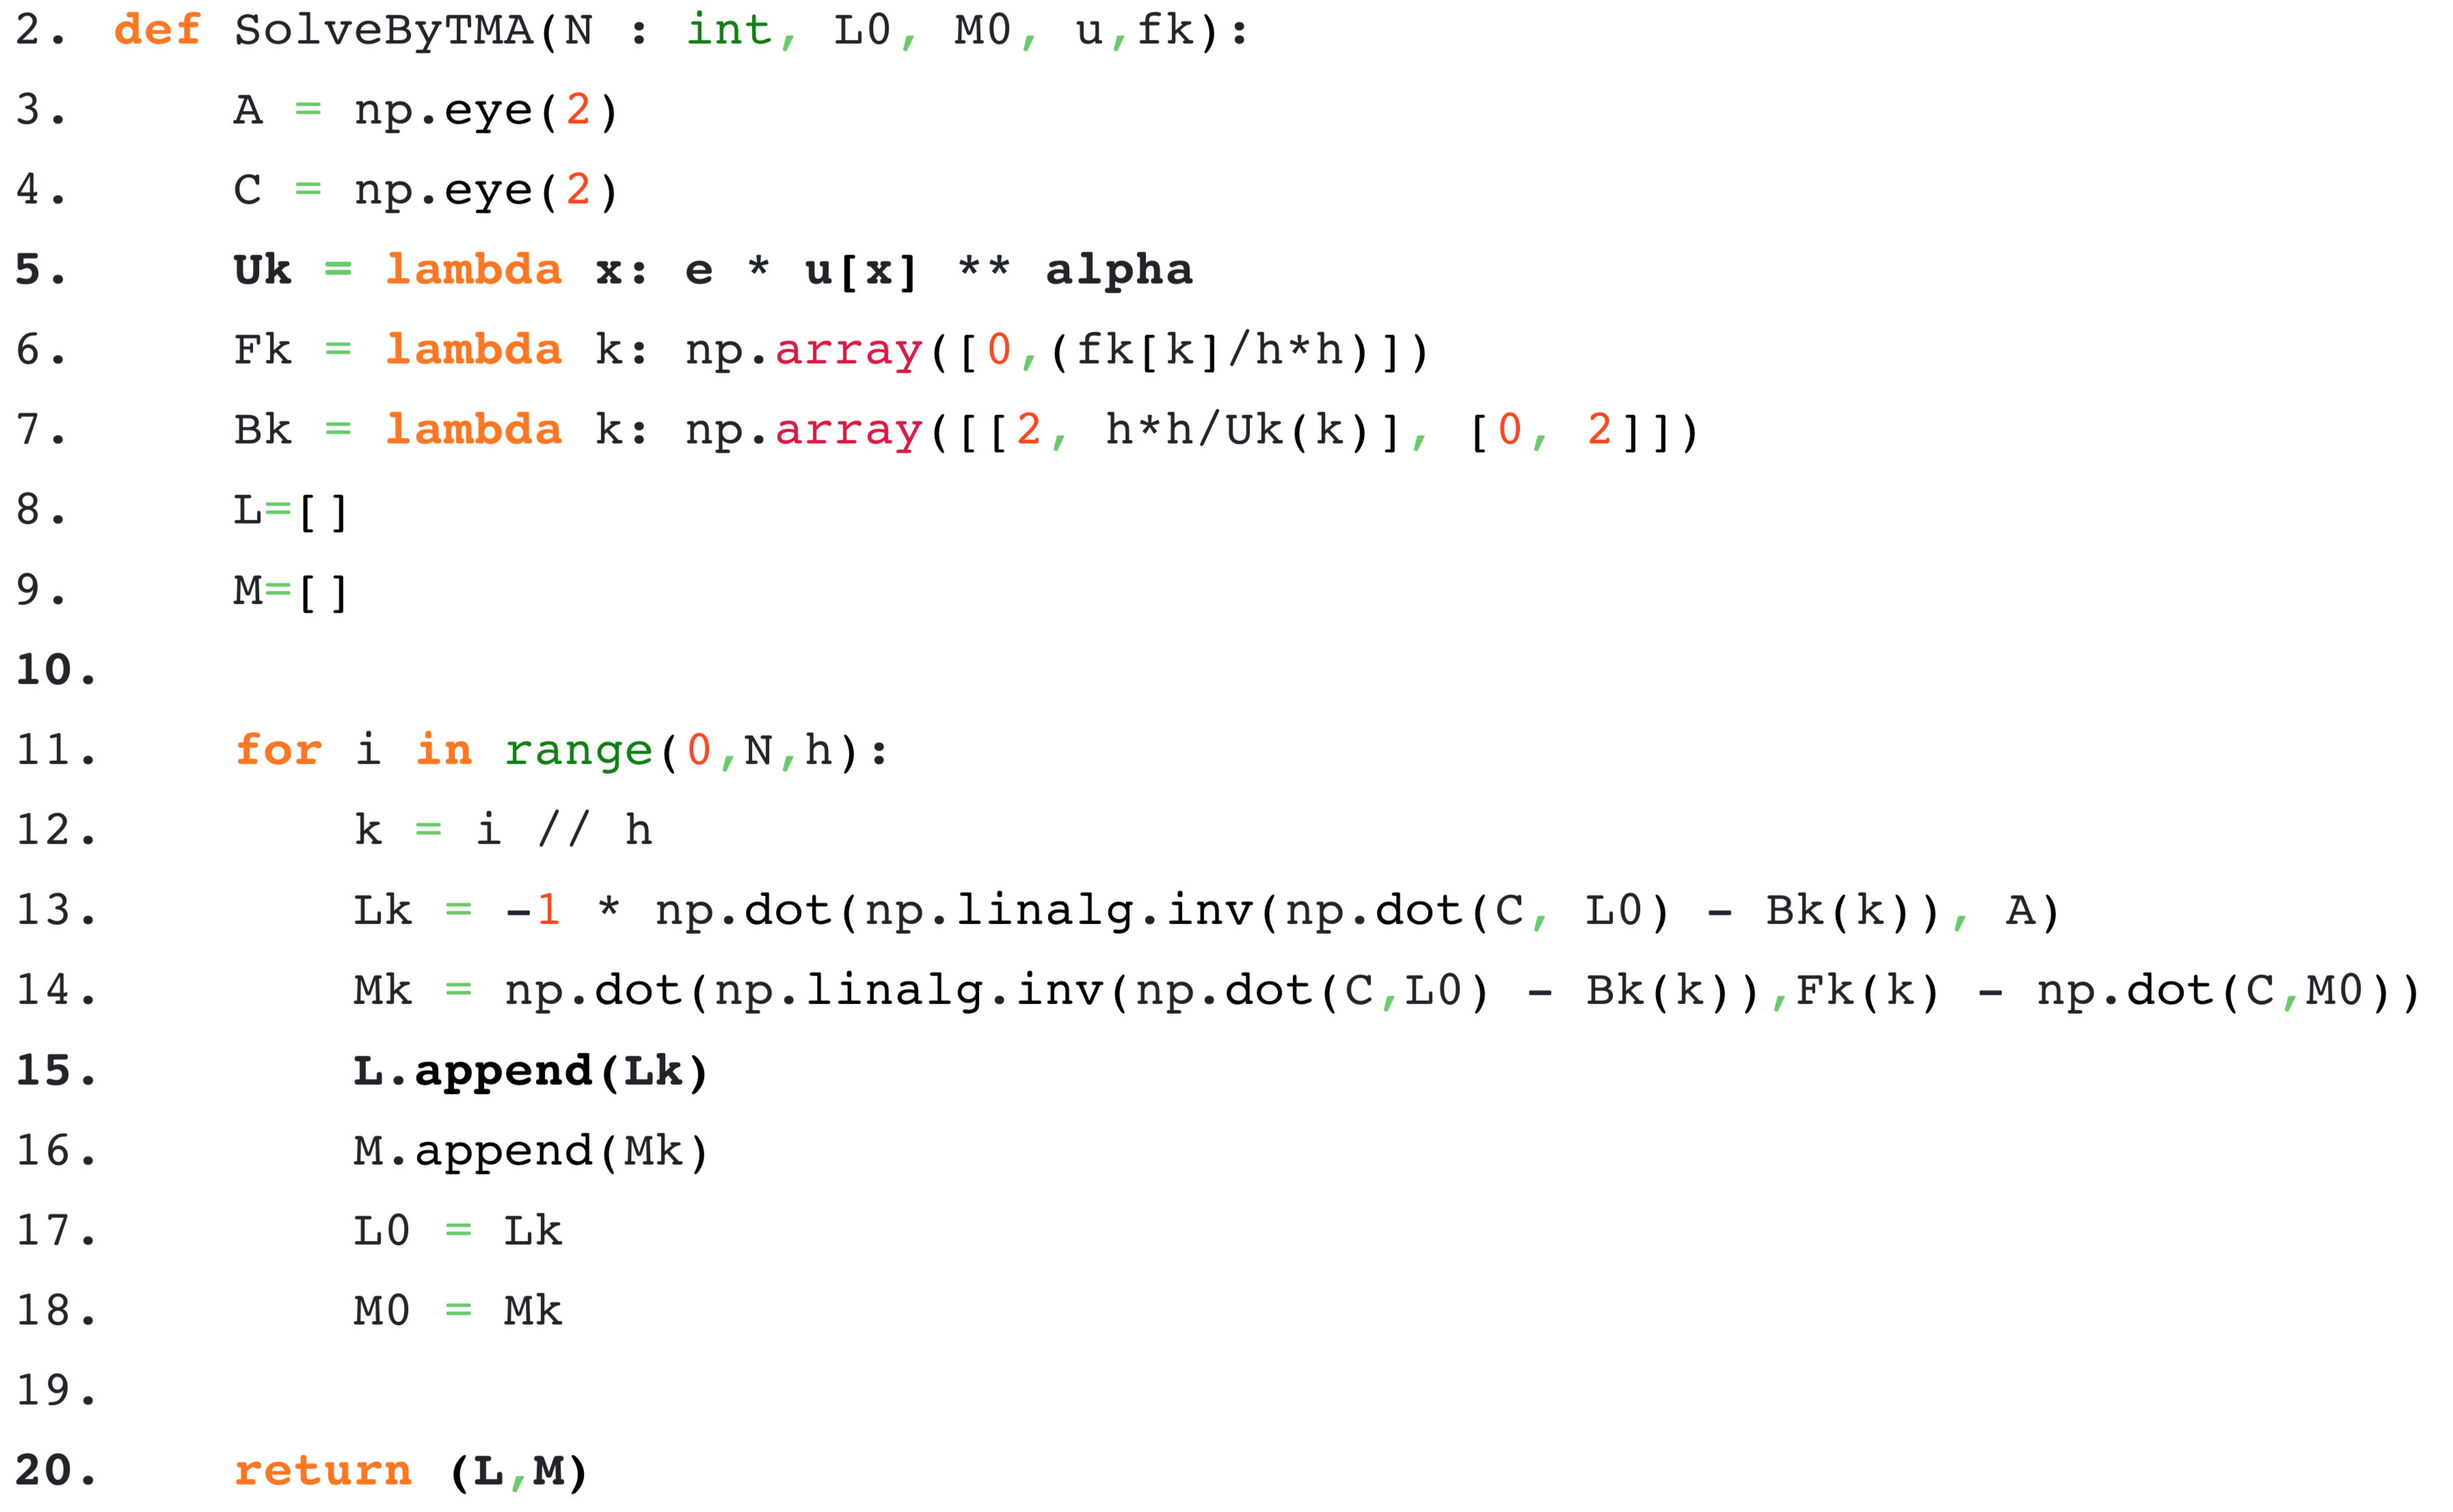 2. def SolveByTMA(N : int, L0, M0, u,fk):
3. A = np.eye(2)
4. C = np.eye(2)
5. Uk = lambda x: e * u[x] ** alpha
6. Fk = lambda k: np.array([0,(fk[k]/h*h)])
7. Bk = lambda k: np.array([[2, h*h/Uk(k)], [0, 2]])
8. L=[]
9. M=[]
10.
11. for i in range(0,N,h):
12. k = i // h
13. Lk = -1 * np.dot(np.linalg.inv(np.dot(C, L0) - Bk(k)), A)
14. Mk = np.dot(np.linalg.inv(np.dot(C,L0) - Bk(k)),Fk(k) - np.dot(C,M0))
15. L.append(Lk)
16. M.append(Mk)
17. L0 = Lk
18. M0 = Mk
19.
20. return (L,M)